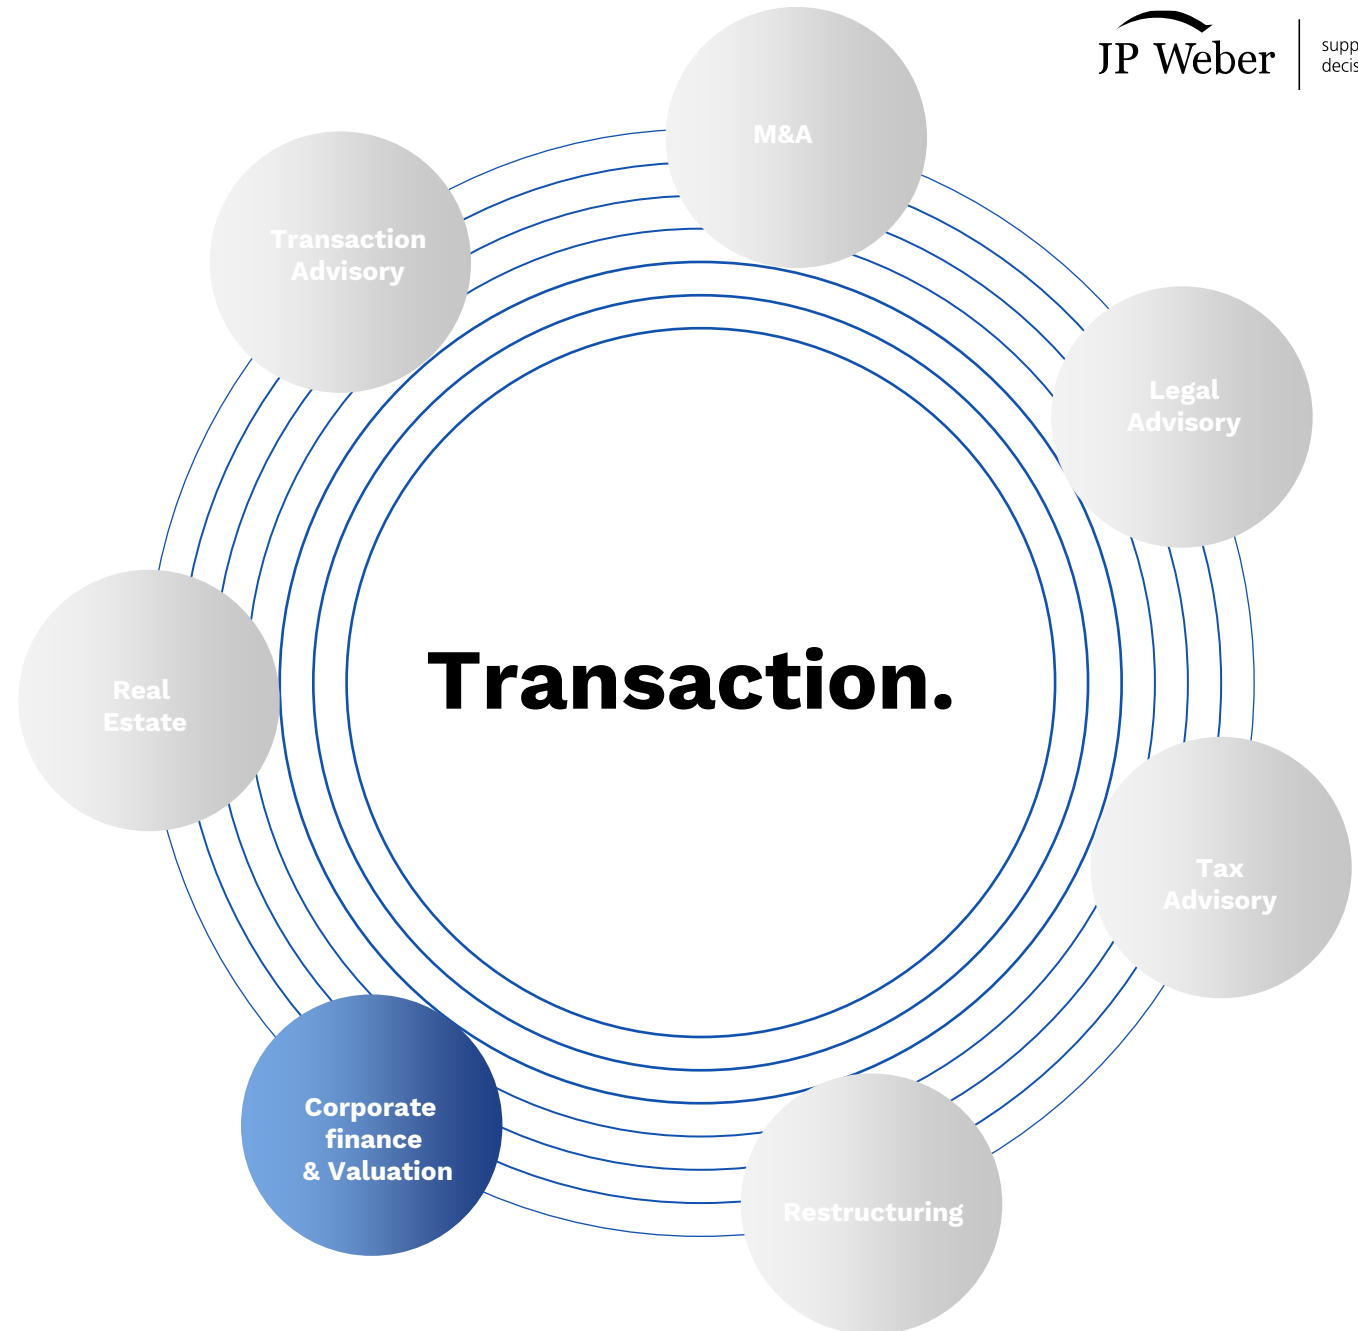 JP Weber
M&A
Transaction
Advisory
Legal
Advisory
Transaction.
Real
Estate
Tax
Advisory
Corporate
finance
& Valuation
Restructuring